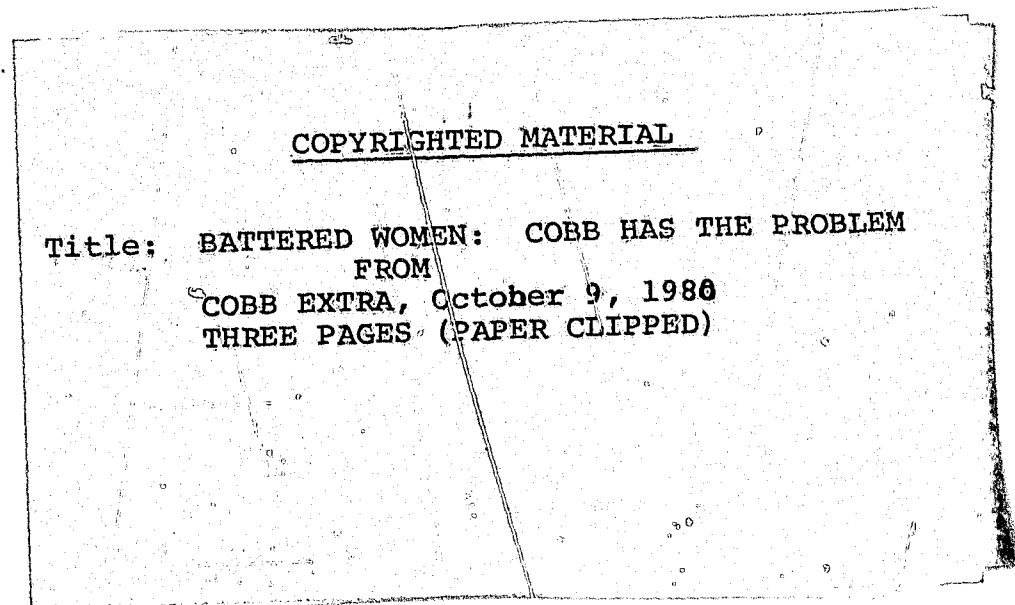 COPYRIGHTED MATERIAL
Title: BATTERED WOMEN: COBB HAS THE PROBLEM
FROM
COBB EXTRA, October 9, 1980
THREE PAGES (PAPER CLIPPED)